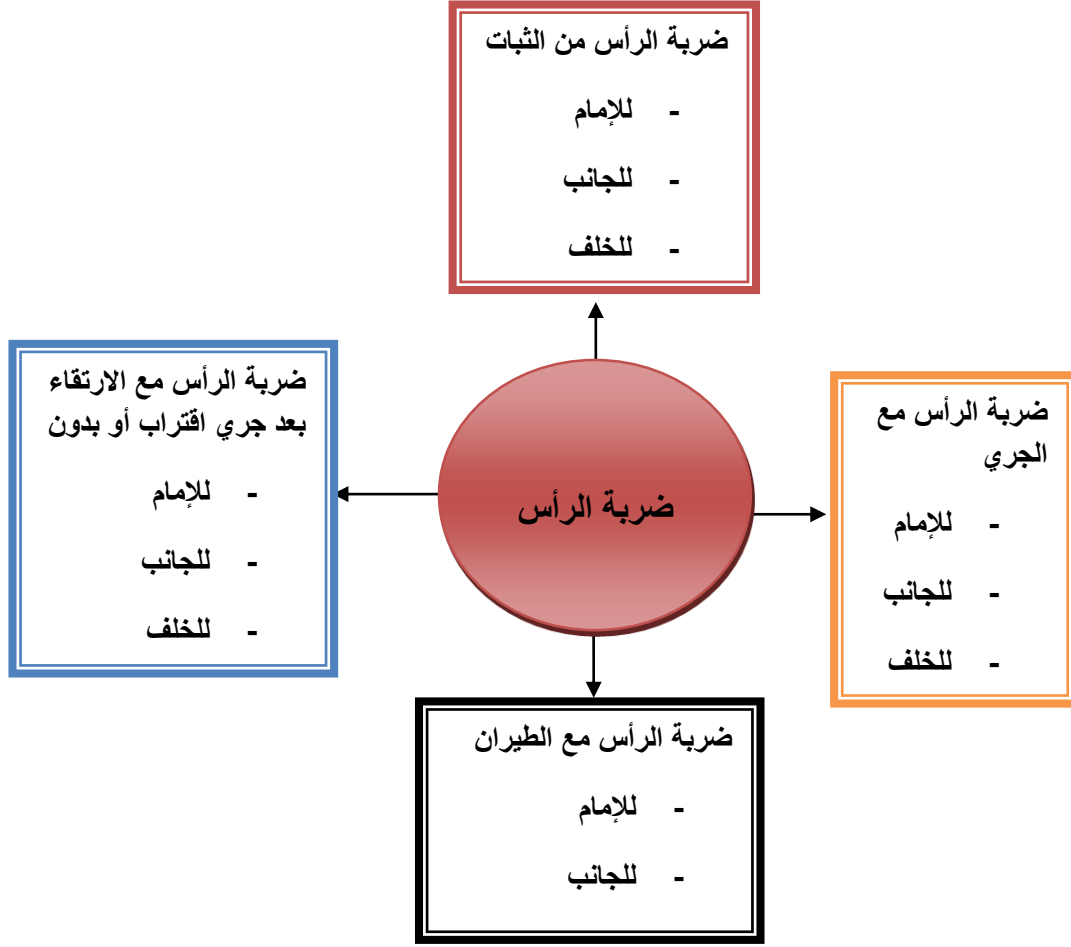 ضربة الرأس من الثبات
- للإمام
- للجانب
- للخلف
ضربة الرأس مع
الجري
- للإمام
- للجانب
- للخلف
ضربة الرأس
ضربة الرأس مع الارتقاء
بعد جري اقتراب أو بدون
- للإمام
- للجانب
- للخلف
ضربة الرأس مع الطيران
- للإمام
- للجانب